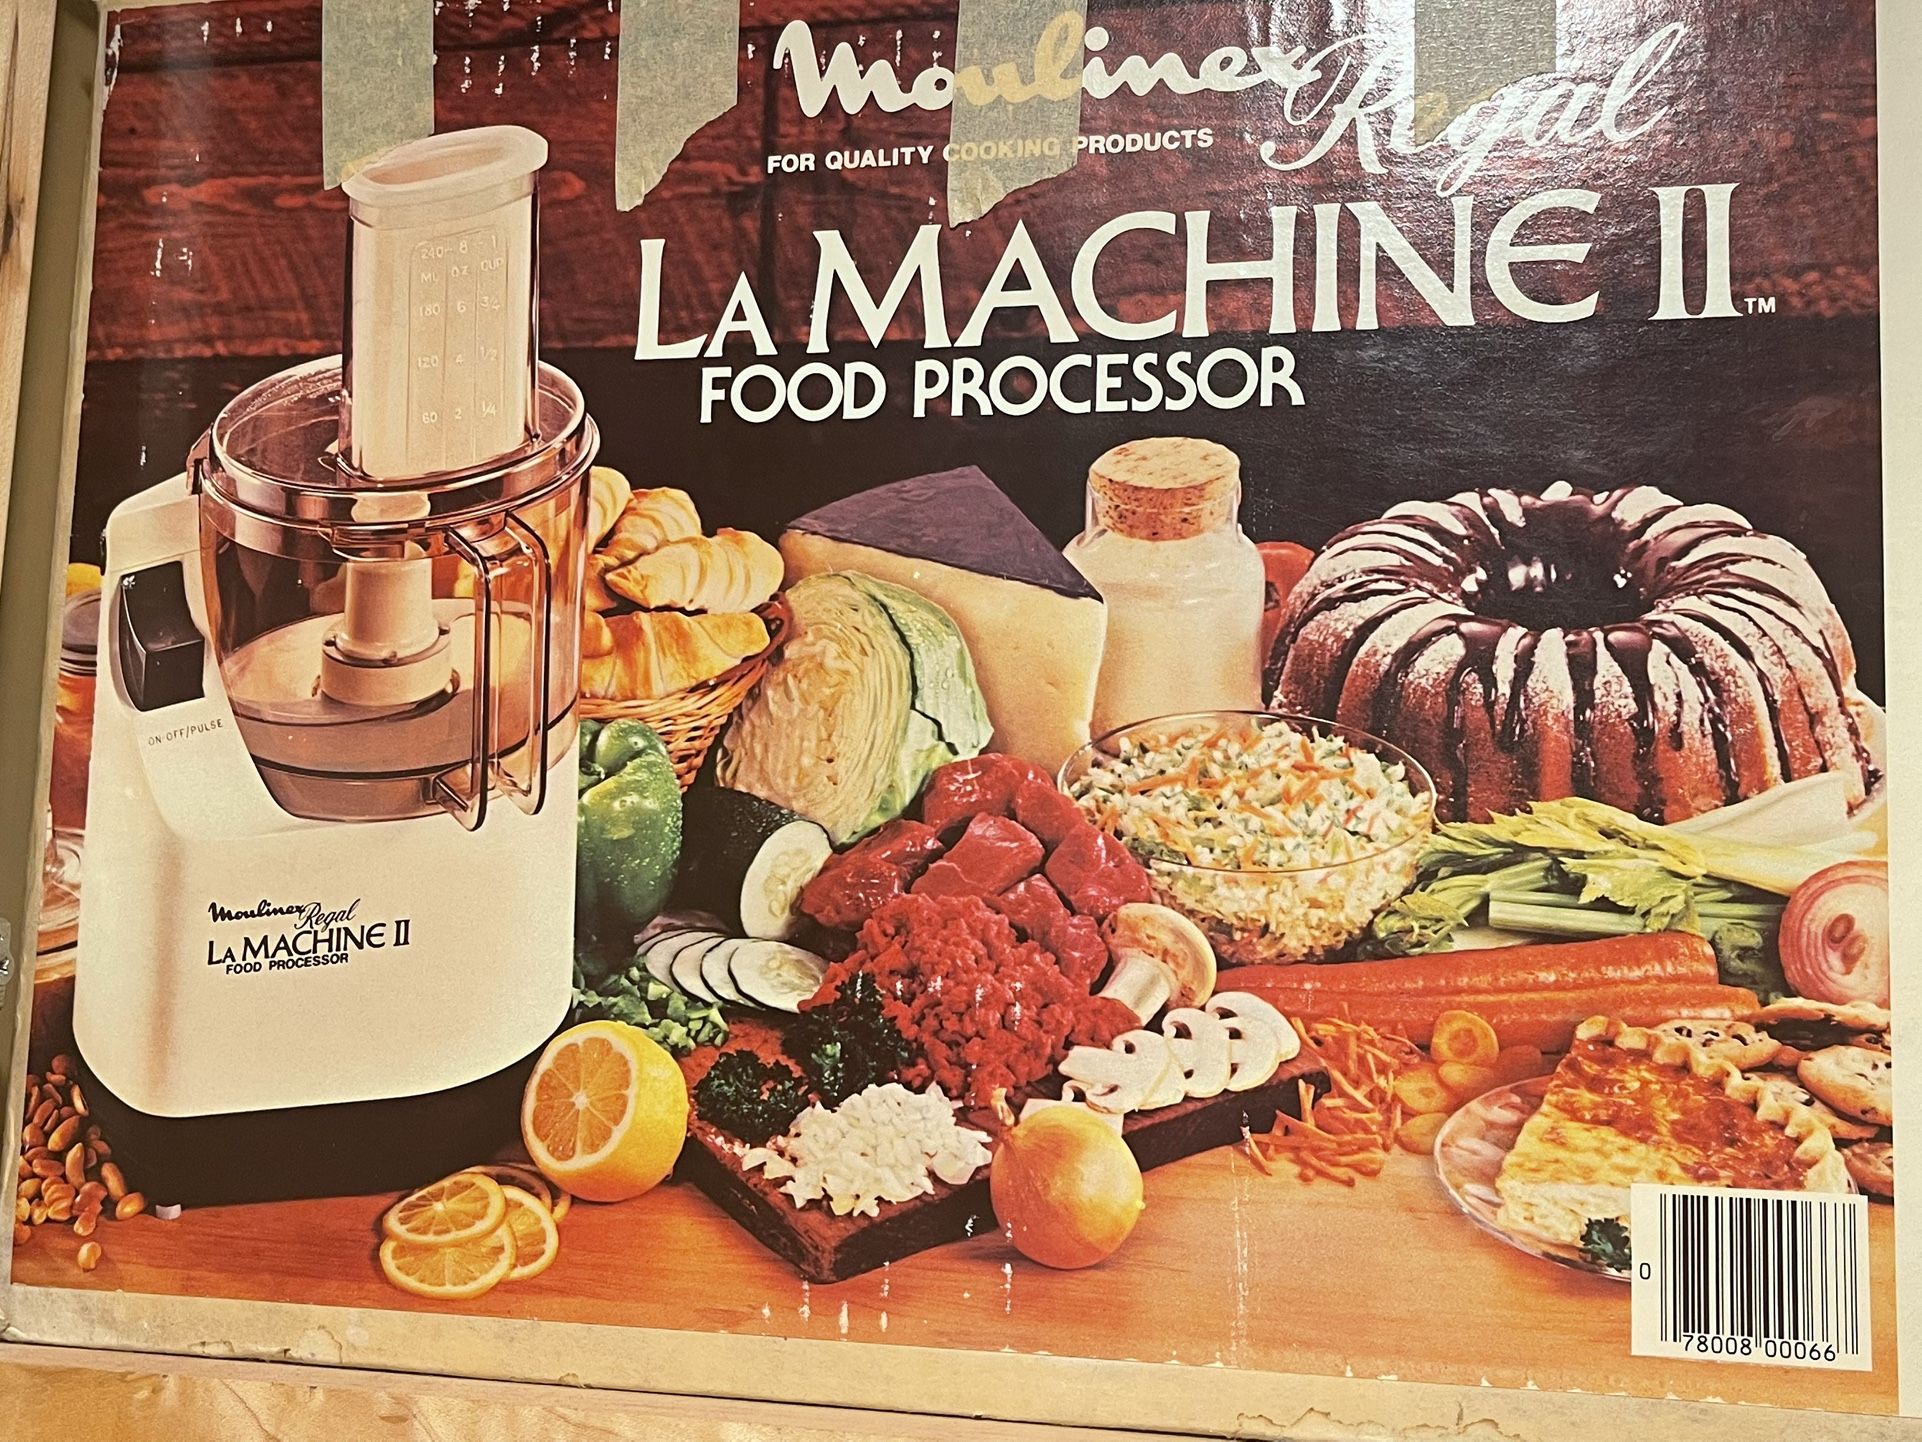 Moulinex Regal
FOR QUALITY COOKING PRODUCTS
LA MACHINE II™
FOOD PROCESSOR
240 8 1
ML OZ CUP
180 6 3/4
120 4 1/2
60 2 1/4
ON·OFF/PULSE
Moulinex Regal
LA MACHINE II
FOOD PROCESSOR
0 78008 00066